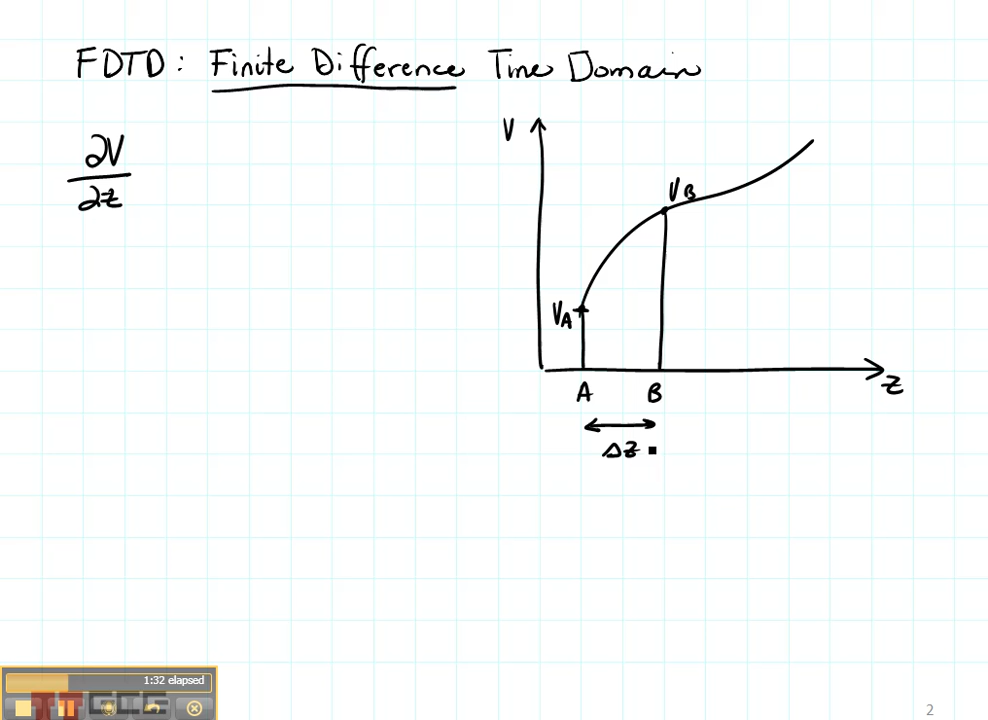 FDTD: Finite Difference Time Domain
∂V
∂z
V
V_B
V_A
z
A B
Δz
1:32 elapsed
2